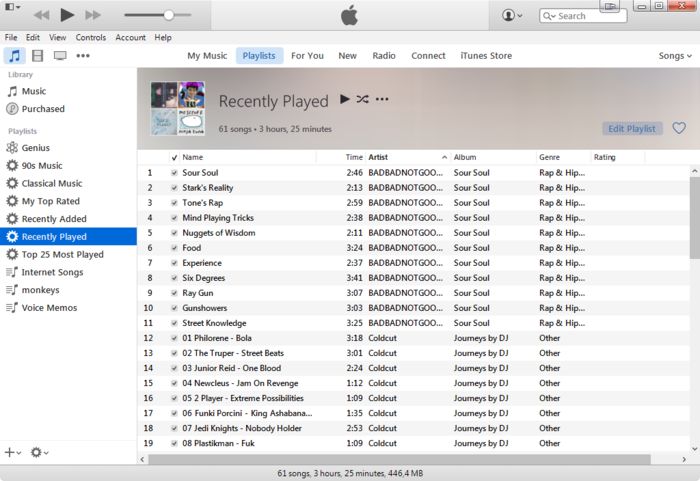 Search
File Edit View Controls Account Help
My Music Playlists For You New Radio Connect iTunes Store Songs
Library
Music
Purchased
Playlists
Genius
90s Music
Classical Music
My Top Rated
Recently Added
Recently Played
Top 25 Most Played
Internet Songs
monkeys
Voice Memos
Recently Played
61 songs • 3 hours, 25 minutes
Edit Playlist
Name Time Artist Album Genre Rating
1 Sour Soul 2:46 BADBADNOTGOO... Sour Soul Rap & Hip...
2 Stark's Reality 2:13 BADBADNOTGOO... Sour Soul Rap & Hip...
3 Tone's Rap 2:59 BADBADNOTGOO... Sour Soul Rap & Hip...
4 Mind Playing Tricks 2:38 BADBADNOTGOO... Sour Soul Rap & Hip...
5 Nuggets of Wisdom 2:11 BADBADNOTGOO... Sour Soul Rap & Hip...
6 Food 3:24 BADBADNOTGOO... Sour Soul Rap & Hip...
7 Experience 2:37 BADBADNOTGOO... Sour Soul Rap & Hip...
8 Six Degrees 3:41 BADBADNOTGOO... Sour Soul Rap & Hip...
9 Ray Gun 3:07 BADBADNOTGOO... Sour Soul Rap & Hip...
10 Gunshowers 3:03 BADBADNOTGOO... Sour Soul Rap & Hip...
11 Street Knowledge 3:25 BADBADNOTGOO... Sour Soul Rap & Hip...
12 01 Philorene - Bola 3:18 Coldcut Journeys by DJ Other
13 02 The Truper - Street Beats 3:01 Coldcut Journeys by DJ Other
14 03 Junior Reid - One Blood 2:24 Coldcut Journeys by DJ Other
15 04 Newcleus - Jam On Revenge 1:12 Coldcut Journeys by DJ Other
16 05 2 Player - Extreme Possibilities 1:09 Coldcut Journeys by DJ Other
17 06 Funki Porcini - King Ashabana... 1:35 Coldcut Journeys by DJ Other
18 07 Jedi Knights - Nobody Holder 2:53 Coldcut Journeys by DJ Other
19 08 Plastikman - Fuk 1:09 Coldcut Journeys by DJ Other
61 songs, 3 hours, 25 minutes, 446,4 MB